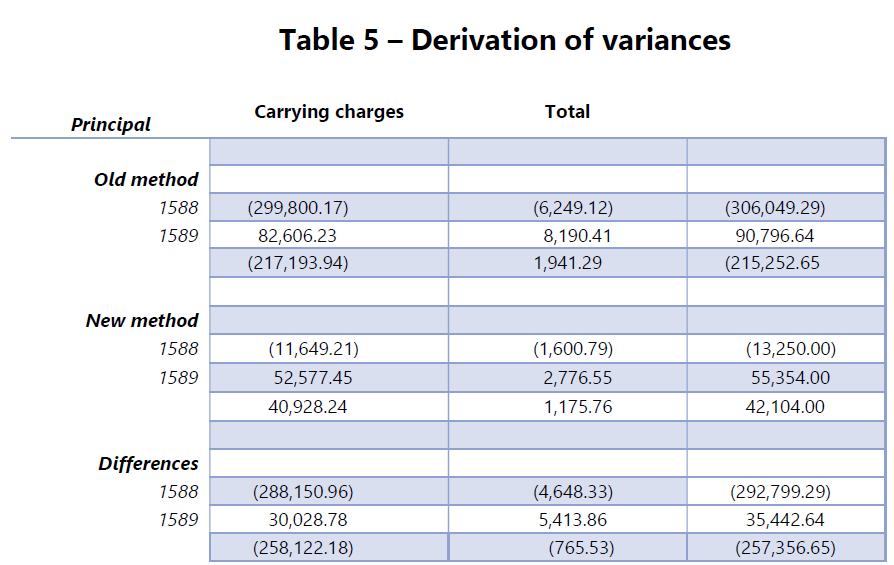 Table 5 – Derivation of variances
Principal Carrying charges Total
Old method
1588 (299,800.17) (6,249.12) (306,049.29)
1589 82,606.23 8,190.41 90,796.64
(217,193.94) 1,941.29 (215,252.65
New method
1588 (11,649.21) (1,600.79) (13,250.00)
1589 52,577.45 2,776.55 55,354.00
40,928.24 1,175.76 42,104.00
Differences
1588 (288,150.96) (4,648.33) (292,799.29)
1589 30,028.78 5,413.86 35,442.64
(258,122.18) (765.53) (257,356.65)